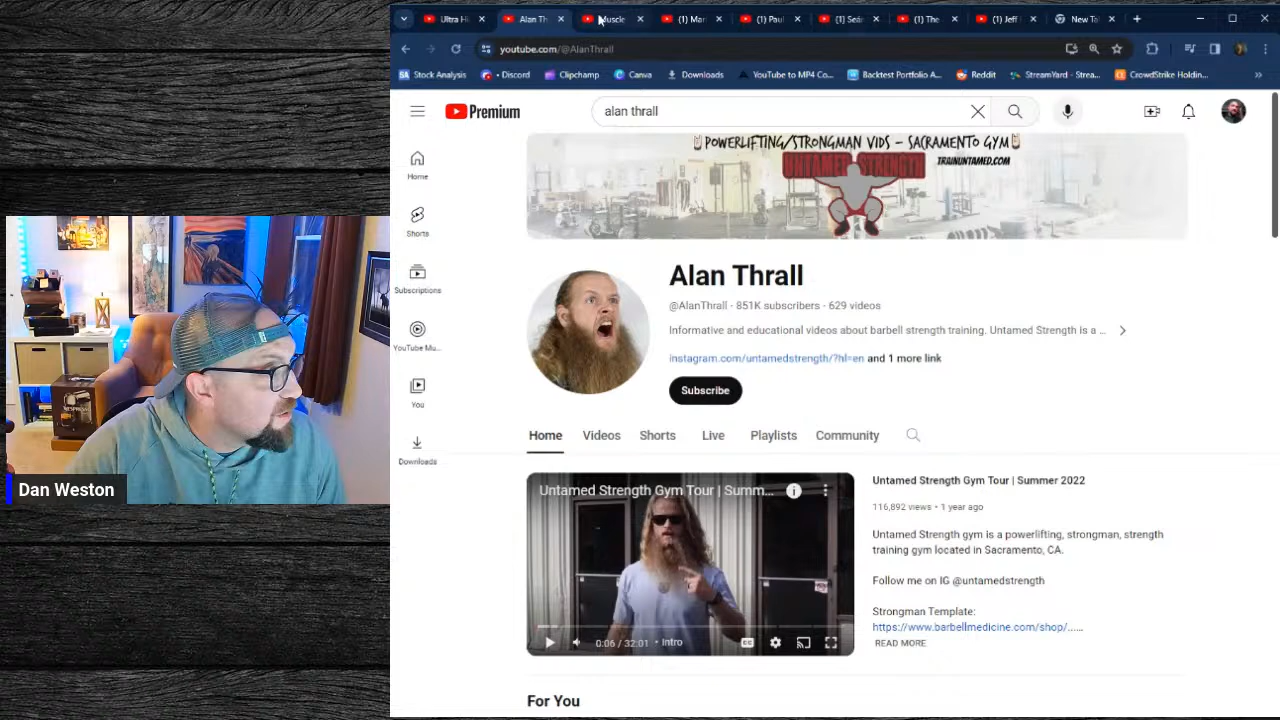 Ultra Hi
Alan Th
Muscle
(1) Mar
(1) Paul
(1) Seán
(1) The
(1) Jeff
New Tab
youtube.com/@AlanThrall
Stock Analysis
• Discord
Clipchamp
Canva
Downloads
YouTube to MP4 Co...
Backtest Portfolio A...
Reddit
StreamYard - Strea...
CrowdStrike Holdin...
Premium
alan thrall
POWERLIFTING/STRONGMAN VIDS - SACRAMENTO GYM
UNTAMED STRENGTH
TRAINUNTAMED.COM
Home
Shorts
Subscriptions
YouTube Mu...
You
Downloads
Alan Thrall
@AlanThrall · 851K subscribers · 629 videos
Informative and educational videos about barbell strength training. Untamed Strength is a ...
instagram.com/untamedstrength/?hl=en and 1 more link
Subscribe
Home Videos Shorts Live Playlists Community
Untamed Strength Gym Tour | Summ...
0:06 / 32:01 • Intro
Untamed Strength Gym Tour | Summer 2022
116,892 views • 1 year ago
Untamed Strength gym is a powerlifting, strongman, strength
training gym located in Sacramento, CA.
Follow me on IG @untamedstrength
Strongman Template:
https://www.barbellmedicine.com/shop/......
READ MORE
For You
Dan Weston